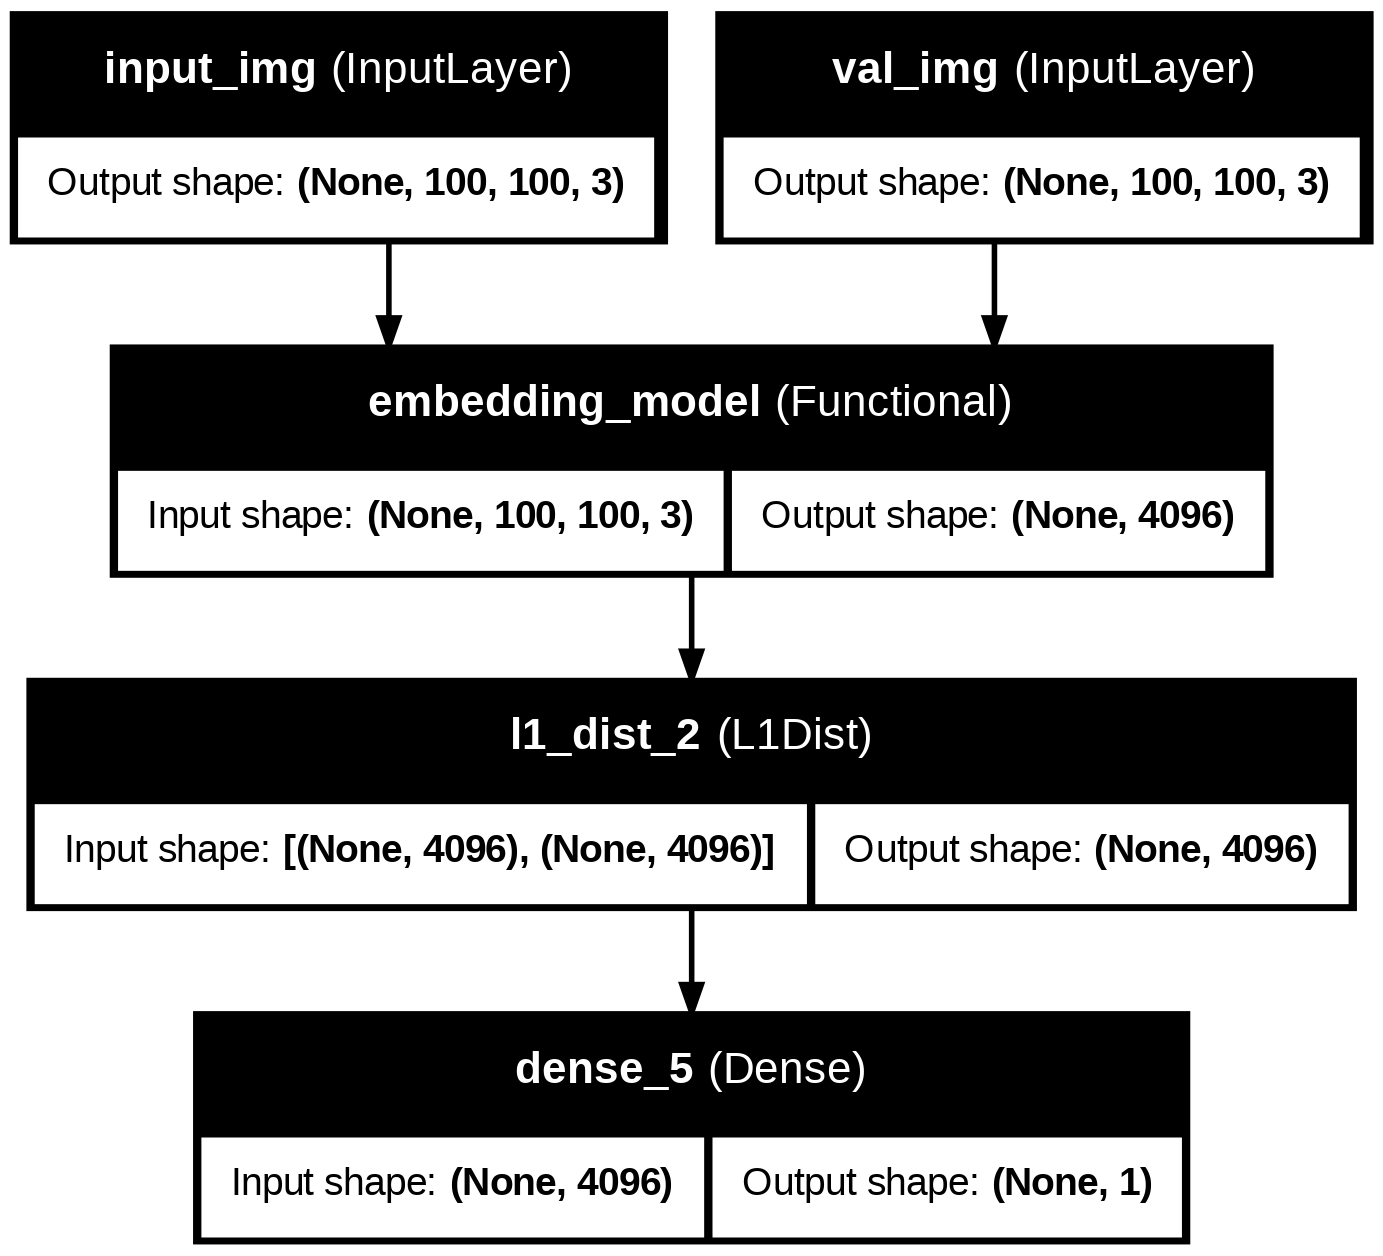 input_img (InputLayer)
Output shape: (None, 100, 100, 3)
val_img (InputLayer)
Output shape: (None, 100, 100, 3)
embedding_model (Functional)
Input shape: (None, 100, 100, 3)
Output shape: (None, 4096)
l1_dist_2 (L1Dist)
Input shape: [(None, 4096), (None, 4096)]
Output shape: (None, 4096)
dense_5 (Dense)
Input shape: (None, 4096)
Output shape: (None, 1)